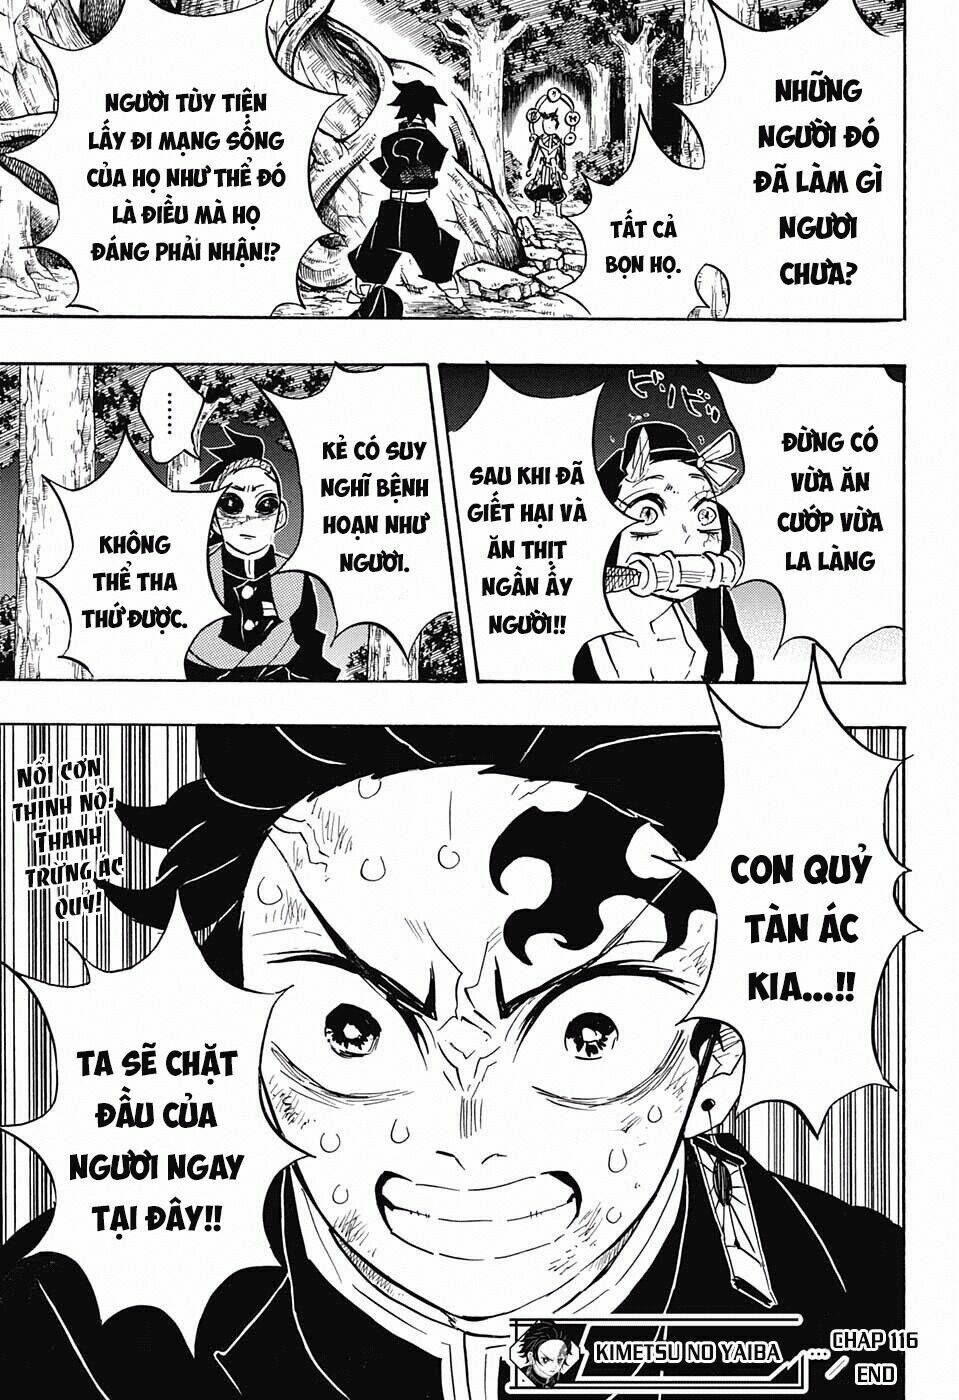 NHỮNG
NGƯỜI ĐÓ
ĐÃ LÀM GÌ
NGƯƠI
CHƯA?
TẤT CẢ
BỌN HỌ.
NGƯƠI TÙY TIỆN
LẤY ĐI MẠNG SỐNG
CỦA HỌ NHƯ THỂ ĐÓ
LÀ ĐIỀU MÀ HỌ
ĐÁNG PHẢI NHẬN!?
ビビビッ
ĐỪNG CÓ
VỪA ĂN
CƯỚP VỪA
LA LÀNG
SAU KHI ĐÃ
GIẾT HẠI VÀ
ĂN THỊT
NGẦN ẤY
NGƯỜI!!
KẺ CÓ SUY
NGHĨ BỆNH
HOẠN NHƯ
NGƯƠI.
......
KHÔNG
THỂ THA
THỨ ĐƯỢC.
CON QUỶ
TÀN ÁC
KIA...!!
NỔI CƠN
THỊNH NỘ!
THANH
TRỪNG ÁC
QUỶ!
TA SẼ CHẶT
ĐẦU CỦA
NGƯƠI NGAY
TẠI ĐÂY!!
KIMETSU NO YAIBA ... CHAP 116
END